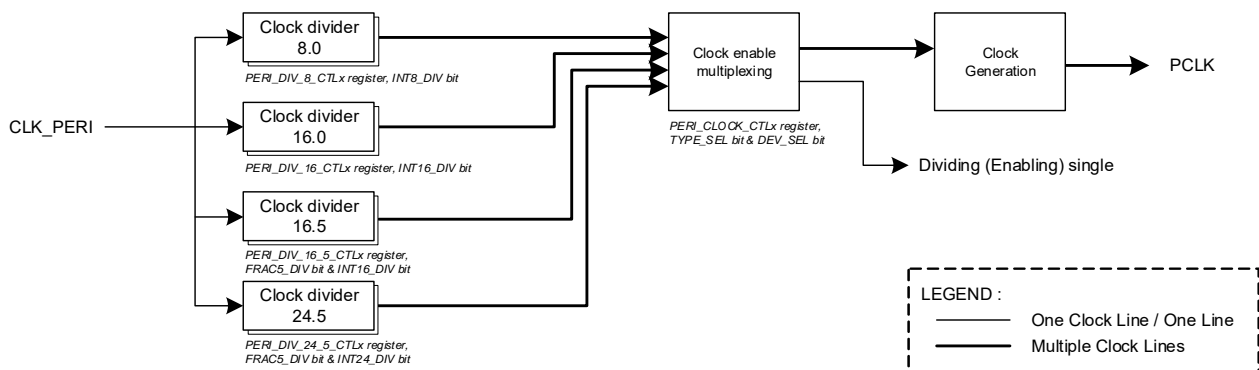 CLK_PERI
Clock divider
8.0
PERI_DIV_8_CTLx register, INT8_DIV bit
Clock divider
16.0
PERI_DIV_16_CTLx register, INT16_DIV bit
Clock divider
16.5
PERI_DIV_16_5_CTLx register,
FRAC5_DIV bit & INT16_DIV bit
Clock divider
24.5
PERI_DIV_24_5_CTLx register,
FRAC5_DIV bit & INT24_DIV bit
Clock enable
multiplexing
PERI_CLOCK_CTLx register,
TYPE_SEL bit & DEV_SEL bit
Clock
Generation
PCLK
Dividing (Enabling) single
LEGEND :
One Clock Line / One Line
Multiple Clock Lines